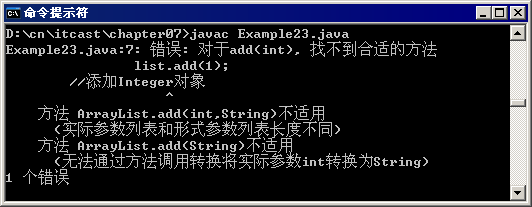 命令提示符
D:\cn\itcast\chapter07>javac Example23.java
Example23.java:7: 错误: 对于add(int), 找不到合适的方法
list.add(1);
//添加Integer对象
^
方法 ArrayList.add(int,String)不适用
(实际参数列表和形式参数列表长度不同)
方法 ArrayList.add(String)不适用
(无法通过方法调用转换将实际参数int转换为String)
1 个错误